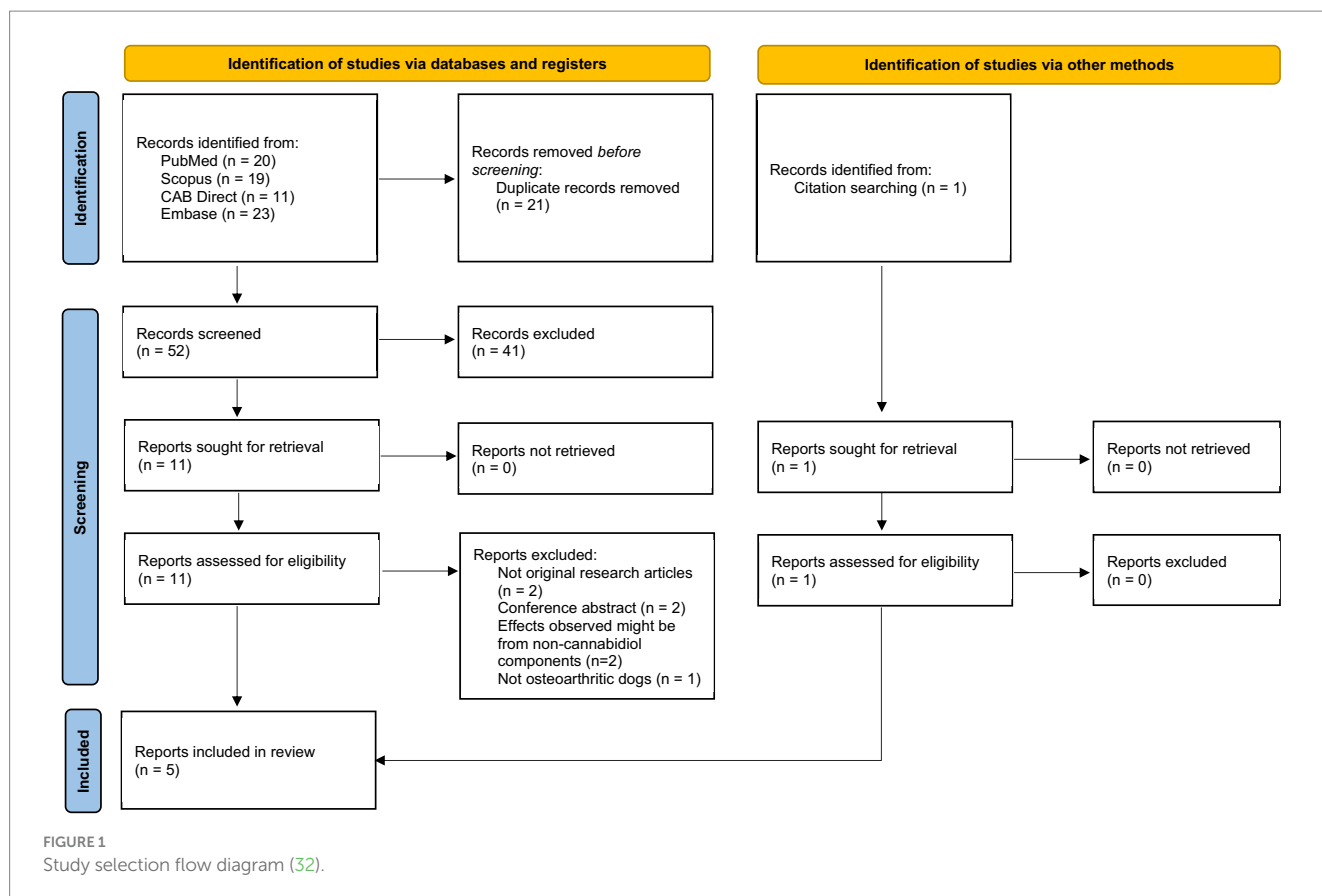 Identification of studies via databases and registers
Identification of studies via other methods
Identification
Records identified from:
PubMed (n = 20)
Scopus (n = 19)
CAB Direct (n = 11)
Embase (n = 23)
Records removed before
screening:
Duplicate records removed
(n = 21)
Records identified from:
Citation searching (n = 1)
Screening
Records screened
(n = 52)
Records excluded
(n = 41)
Reports sought for retrieval
(n = 11)
Reports not retrieved
(n = 0)
Reports sought for retrieval
(n = 1)
Reports not retrieved
(n = 0)
Reports assessed for eligibility
(n = 11)
Reports excluded:
Not original research articles
(n = 2)
Conference abstract (n = 2)
Effects observed might be
from non-cannabidiol
components (n=2)
Not osteoarthritic dogs (n = 1)
Reports assessed for eligibility
(n = 1)
Reports excluded
(n = 0)
Included
Reports included in review
(n = 5)
FIGURE 1
Study selection flow diagram (32).